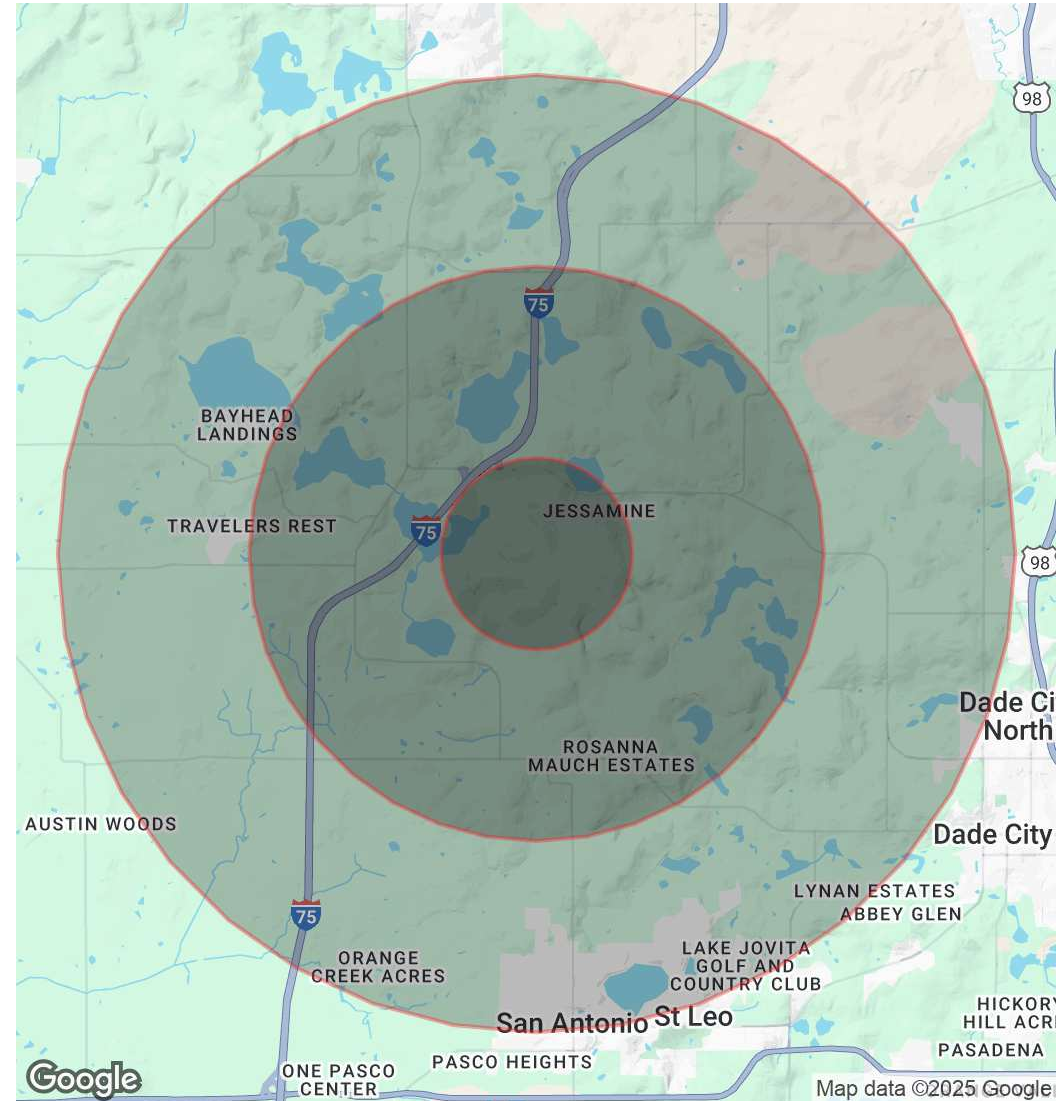 98
75
BAYHEAD
LANDINGS
JESSAMINE
TRAVELERS REST
75
98
Dade Ci
North
ROSANNA
MAUCH ESTATES
AUSTIN WOODS
Dade City
LYNAN ESTATES
ABBEY GLEN
75
LAKE JOVITA
GOLF AND
COUNTRY CLUB
ORANGE
CREEK ACRES
HICKORY
HILL ACRE
San Antonio
St Leo
PASADENA
PASCO HEIGHTS
ONE PASCO
CENTER
Google
Map data ©2025 Google